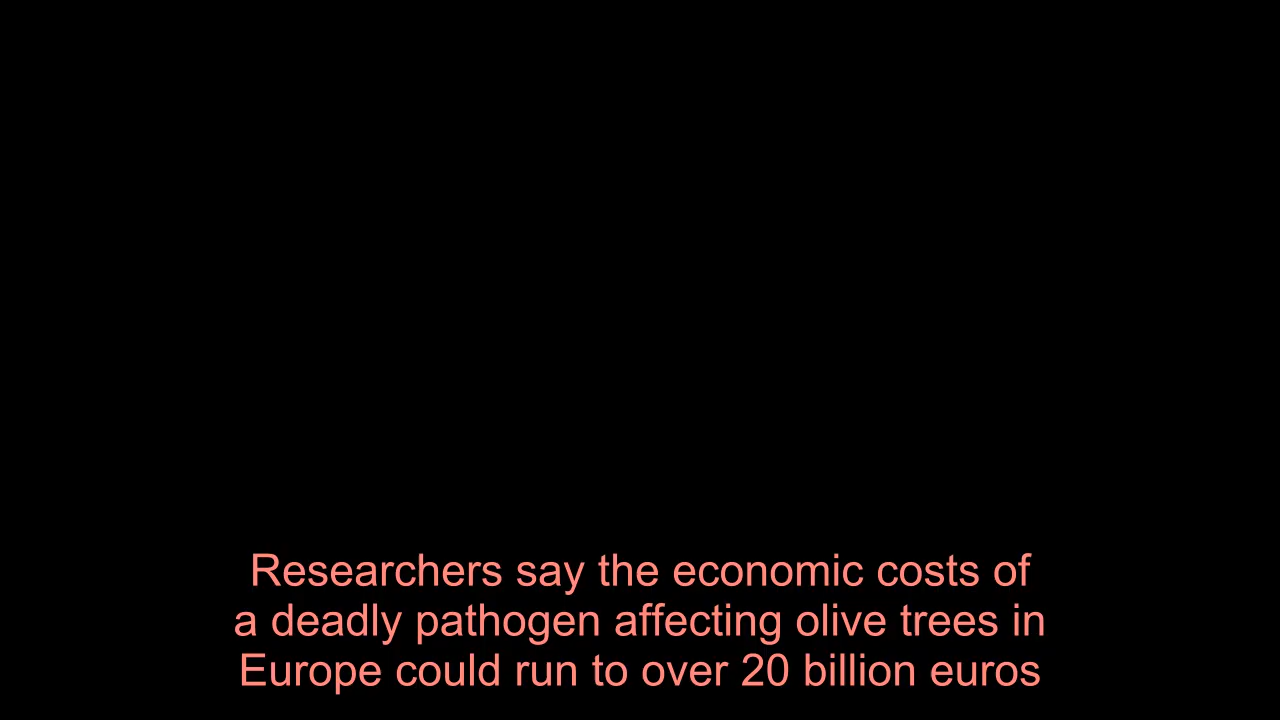 Researchers say the economic costs of
a deadly pathogen affecting olive trees in
Europe could run to over 20 billion euros